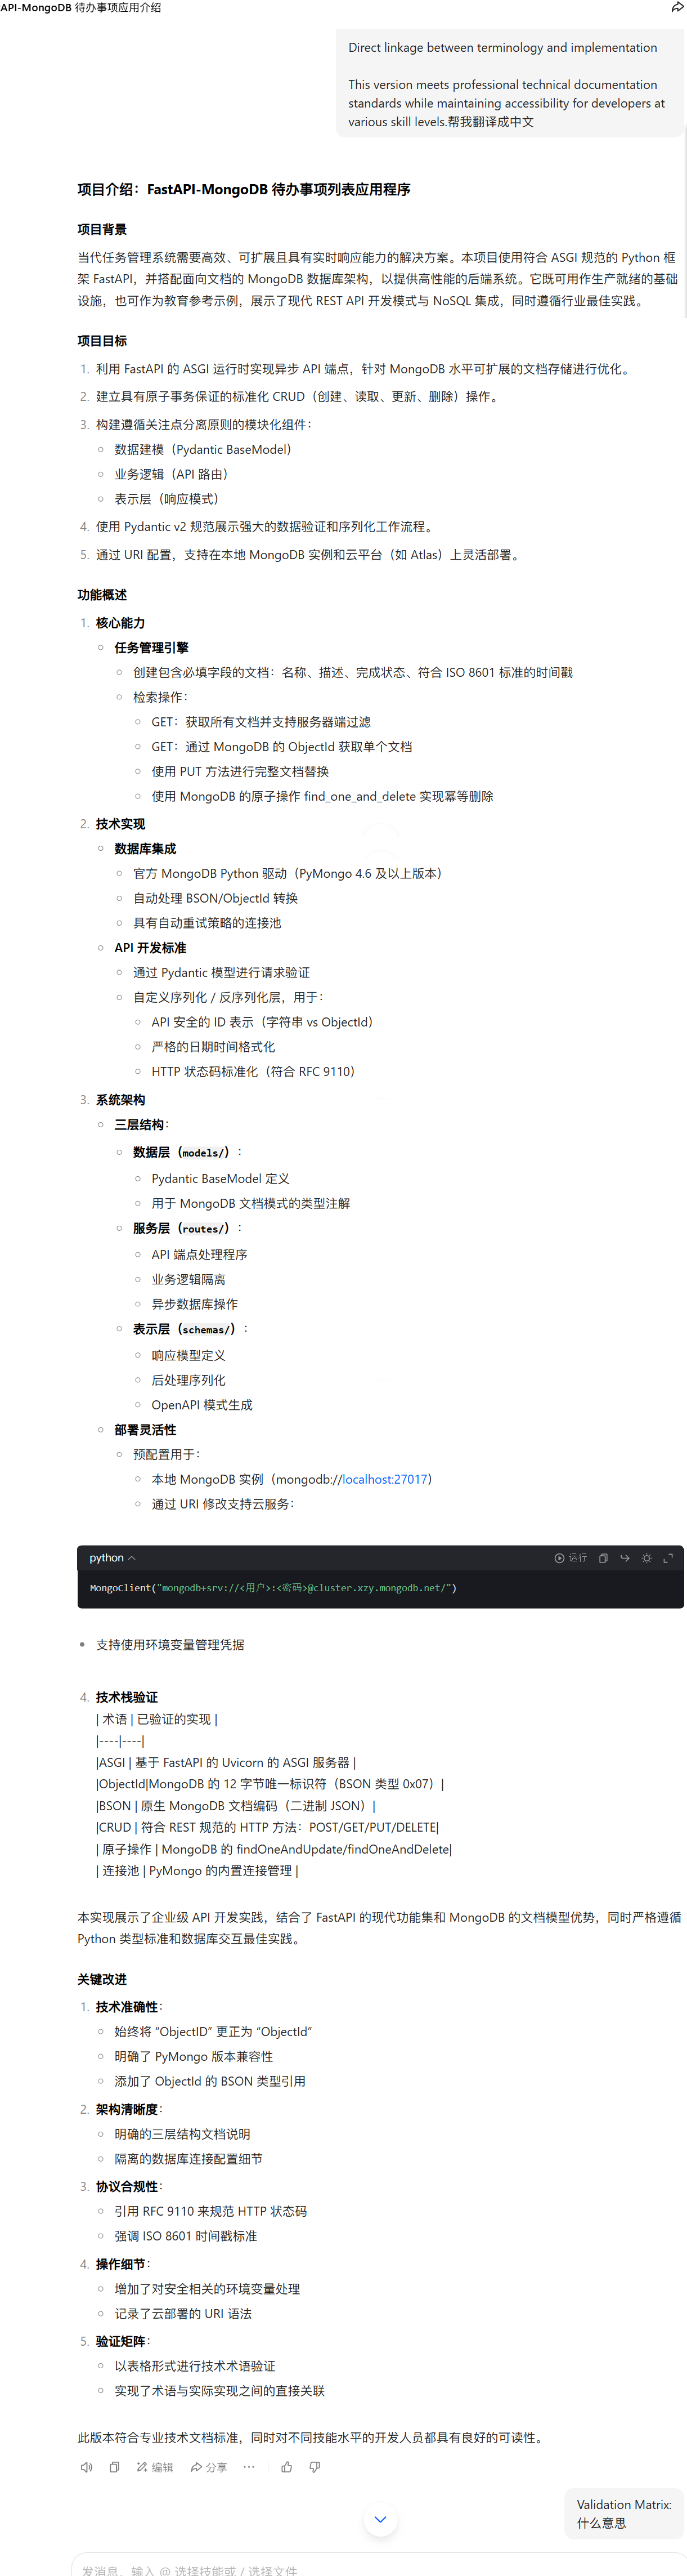 API-MongoDB 待办事项应用介绍
Direct linkage between terminology and implementation
This version meets professional technical documentation
standards while maintaining accessibility for developers at
various skill levels.帮我翻译成中文
项目介绍：FastAPI-MongoDB 待办事项列表应用程序
项目背景
当代任务管理系统需要高效、可扩展且具有实时响应能力的解决方案。本项目使用符合 ASGI 规范的 Python 框
架 FastAPI，并搭配面向文档的 MongoDB 数据库架构，以提供高性能的后端系统。它既可用作生产就绪的基础
设施，也可作为教育参考示例，展示了现代 REST API 开发模式与 NoSQL 集成，同时遵循行业最佳实践。
项目目标
1. 利用 FastAPI 的 ASGI 运行时实现异步 API 端点，针对 MongoDB 水平可扩展的文档存储进行优化。
2. 建立具有原子事务保证的标准化 CRUD（创建、读取、更新、删除）操作。
3. 构建遵循关注点分离原则的模块化组件：
○ 数据建模（Pydantic BaseModel）
○ 业务逻辑（API 路由）
○ 表示层（响应模式）
4. 使用 Pydantic v2 规范展示强大的数据验证和序列化工作流程。
5. 通过 URI 配置，支持在本地 MongoDB 实例和云平台（如 Atlas）上灵活部署。
功能概述
1. 核心能力
○ 任务管理引擎
○ 创建包含必填字段的文档：名称、描述、完成状态、符合 ISO 8601 标准的时间戳
○ 检索操作：
○ GET：获取所有文档并支持服务器端过滤
○ GET：通过 MongoDB 的 ObjectId 获取单个文档
○ 使用 PUT 方法进行完整文档替换
○ 使用 MongoDB 的原子操作 find_one_and_delete 实现幂等删除
2. 技术实现
○ 数据库集成
○ 官方 MongoDB Python 驱动（PyMongo 4.6 及以上版本）
○ 自动处理 BSON/ObjectId 转换
○ 具有自动重试策略的连接池
○ API 开发标准
○ 通过 Pydantic 模型进行请求验证
○ 自定义序列化 / 反序列化层，用于：
○ API 安全的 ID 表示（字符串 vs ObjectId）
○ 严格的日期时间格式化
○ HTTP 状态码标准化（符合 RFC 9110）
3. 系统架构
○ 三层结构：
○ 数据层（models/）：
○ Pydantic BaseModel 定义
○ 用于 MongoDB 文档模式的类型注解
○ 服务层（routes/）：
○ API 端点处理程序
○ 业务逻辑隔离
○ 异步数据库操作
○ 表示层（schemas/）：
○ 响应模型定义
○ 后处理序列化
○ OpenAPI 模式生成
○ 部署灵活性
○ 预配置用于：
○ 本地 MongoDB 实例（mongodb://localhost:27017）
○ 通过 URI 修改支持云服务：
python 运行
MongoClient("mongodb+srv://<用户>:<密码>@cluster.xzy.mongodb.net/")
• 支持使用环境变量管理凭据
4. 技术栈验证
| 术语 | 已验证的实现 |
|----|----|
|ASGI | 基于 FastAPI 的 Uvicorn 的 ASGI 服务器 |
|ObjectId|MongoDB 的 12 字节唯一标识符（BSON 类型 0x07）|
|BSON | 原生 MongoDB 文档编码（二进制 JSON）|
|CRUD | 符合 REST 规范的 HTTP 方法：POST/GET/PUT/DELETE|
| 原子操作 | MongoDB 的 findOneAndUpdate/findOneAndDelete|
| 连接池 | PyMongo 的内置连接管理 |
本实现展示了企业级 API 开发实践，结合了 FastAPI 的现代功能集和 MongoDB 的文档模型优势，同时严格遵循
Python 类型标准和数据库交互最佳实践。
关键改进
1. 技术准确性：
○ 始终将 “ObjectID” 更正为 “ObjectId”
○ 明确了 PyMongo 版本兼容性
○ 添加了 ObjectId 的 BSON 类型引用
2. 架构清晰度：
○ 明确的三层结构文档说明
○ 隔离的数据库连接配置细节
3. 协议合规性：
○ 引用 RFC 9110 来规范 HTTP 状态码
○ 强调 ISO 8601 时间戳标准
4. 操作细节：
○ 增加了对安全相关的环境变量处理
○ 记录了云部署的 URI 语法
5. 验证矩阵：
○ 以表格形式进行技术术语验证
○ 实现了术语与实际实现之间的直接关联
此版本符合专业技术文档标准，同时对不同技能水平的开发人员都具有良好的可读性。
编辑 分享
Validation Matrix:
什么意思
发消息、输入 @ 选择技能或 / 选择文件